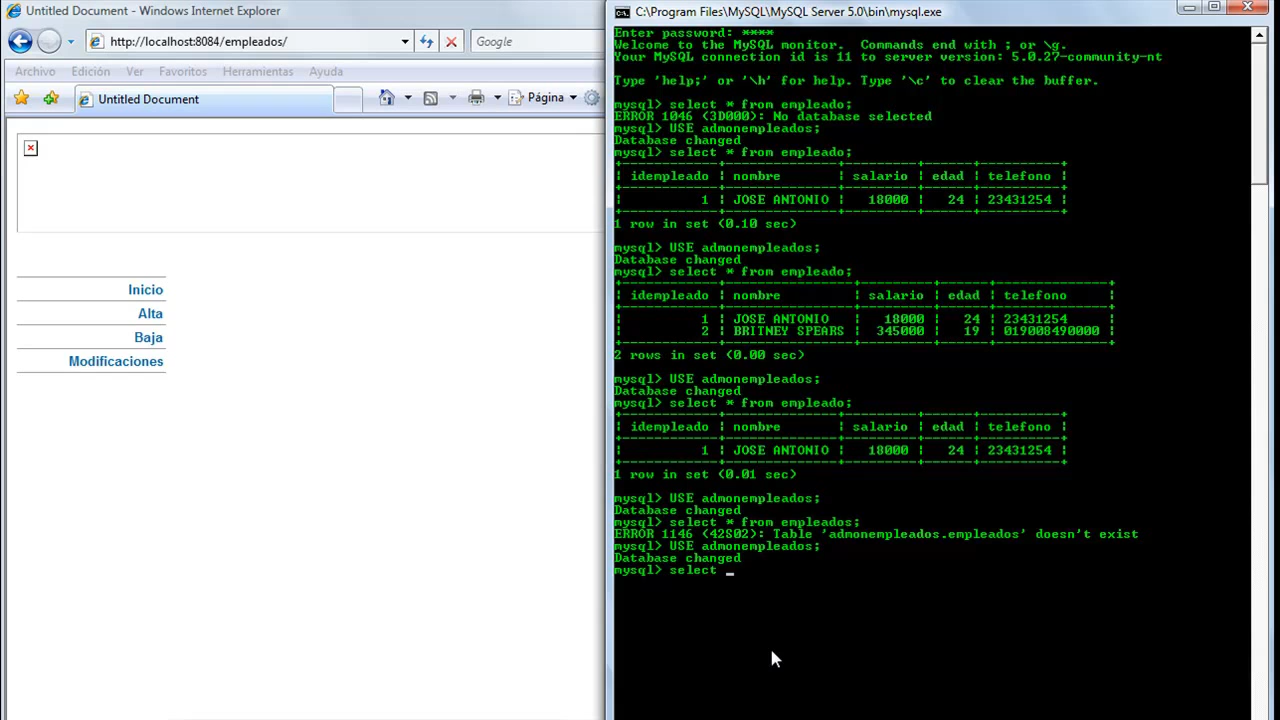 Untitled Document - Windows Internet Explorer
http://localhost:8084/empleados/
Google
Archivo Edición Ver Favoritos Herramientas Ayuda
Untitled Document
Página
Inicio
Alta
Baja
Modificaciones
C:\Program Files\MySQL\MySQL Server 5.0\bin\mysql.exe
Enter password: ****
Welcome to the MySQL monitor.  Commands end with ; or \g.
Your MySQL connection id is 11 to server version: 5.0.27-community-nt
Type 'help;' or '\h' for help. Type '\c' to clear the buffer.
mysql> select * from empleado;
ERROR 1046 (3D000): No database selected
mysql> USE admonempleados;
Database changed
mysql> select * from empleado;
+------------+--------------+---------+------+----------+
| idempleado | nombre | salario | edad | telefono |
+------------+--------------+---------+------+----------+
| 1 | JOSE ANTONIO | 18000 | 24 | 23431254 |
+------------+--------------+---------+------+----------+
1 row in set (0.10 sec)
mysql> USE admonempleados;
Database changed
mysql> select * from empleado;
+------------+----------------+---------+------+--------------+
| idempleado | nombre | salario | edad | telefono |
+------------+----------------+---------+------+--------------+
| 1 | JOSE ANTONIO | 18000 | 24 | 23431254 |
| 2 | BRITNEY SPEARS | 345000 | 19 | 019008490000 |
+------------+----------------+---------+------+--------------+
2 rows in set (0.00 sec)
mysql> USE admonempleados;
Database changed
mysql> select * from empleado;
+------------+--------------+---------+------+----------+
| idempleado | nombre | salario | edad | telefono |
+------------+--------------+---------+------+----------+
| 1 | JOSE ANTONIO | 18000 | 24 | 23431254 |
+------------+--------------+---------+------+----------+
1 row in set (0.01 sec)
mysql> USE admonempleados;
Database changed
mysql> select * from empleados;
ERROR 1146 (42S02): Table 'admonempleados.empleados' doesn't exist
mysql> USE admonempleados;
Database changed
mysql> select _